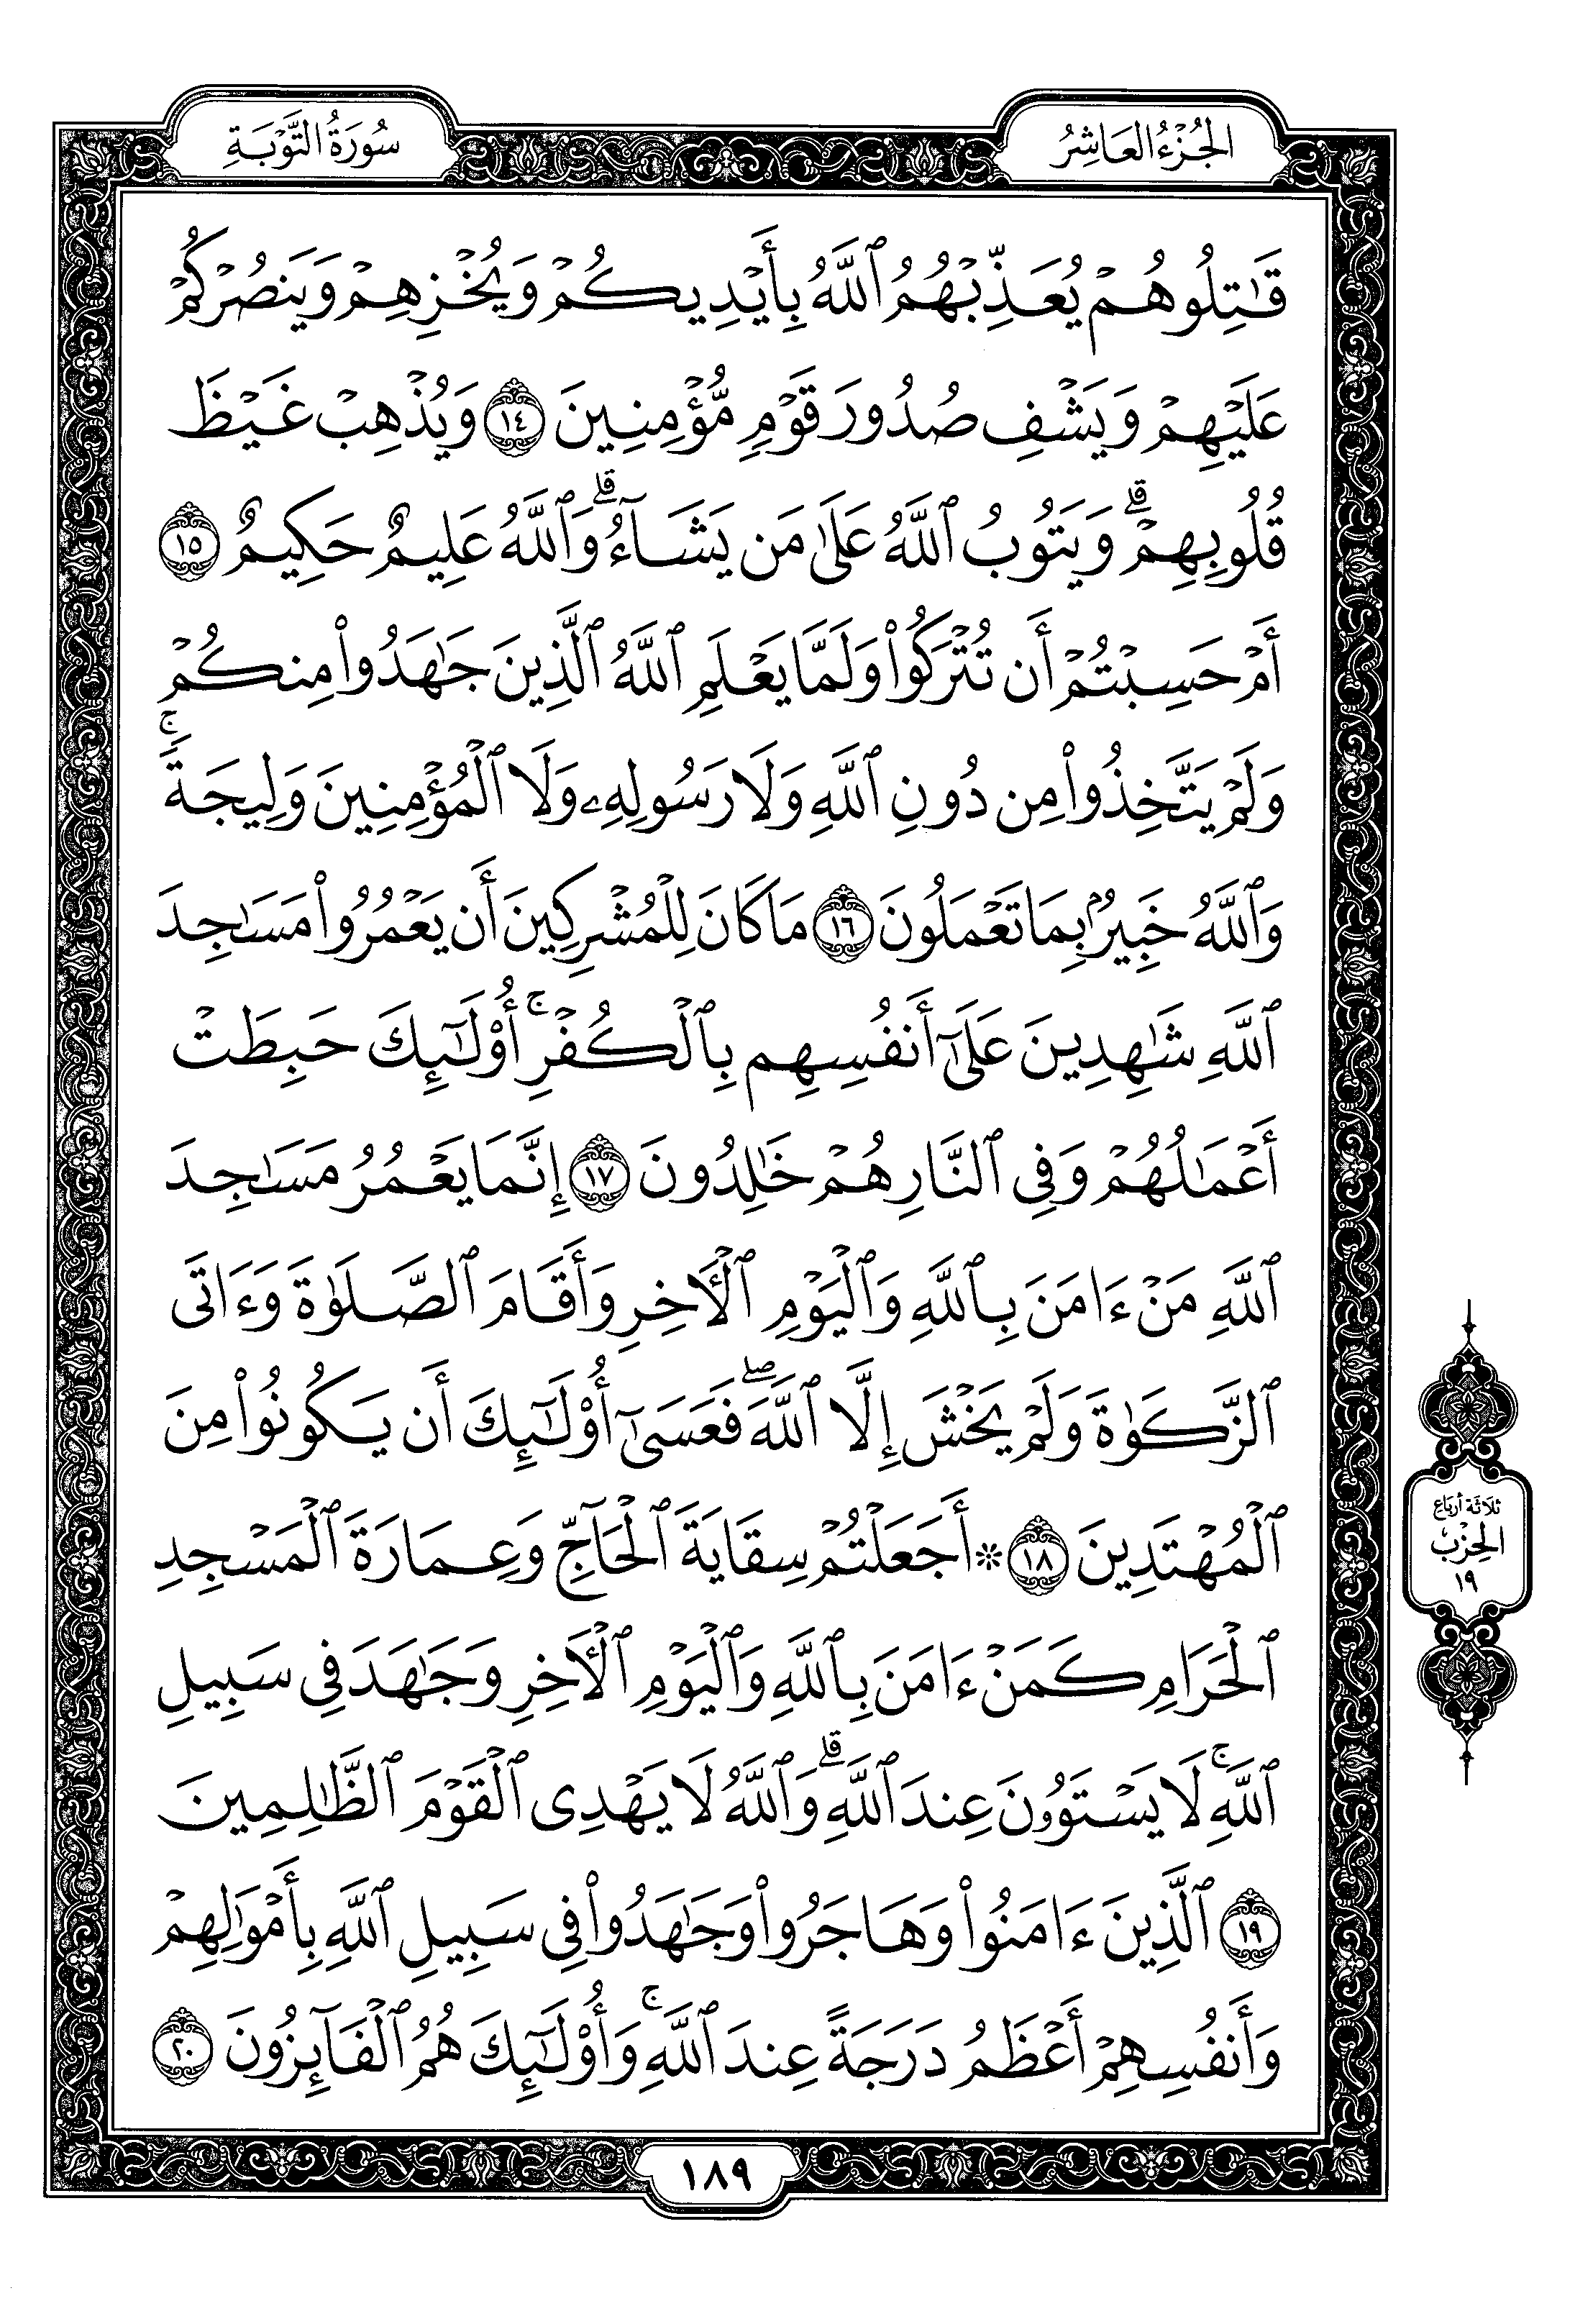 الجُزْءُ العَاشِرُ
سُورَةُ التَّوْبَةِ
قَٰتِلُوهُمْ يُعَذِّبْهُمُ ٱللَّهُ بِأَيْدِيكُمْ وَيُخْزِهِمْ وَيَنصُرْكُمْ
عَلَيْهِمْ وَيَشْفِ صُدُورَ قَوْمٍ مُّؤْمِنِينَ ١٤ وَيُذْهِبْ غَيْظَ
قُلُوبِهِمْۗ وَيَتُوبُ ٱللَّهُ عَلَىٰ مَن يَشَآءُۗ وَٱللَّهُ عَلِيمٌ حَكِيمٌ ١٥
أَمْ حَسِبْتُمْ أَن تُتْرَكُوا۟ وَلَمَّا يَعْلَمِ ٱللَّهُ ٱلَّذِينَ جَٰهَدُوا۟ مِنكُمْ
وَلَمْ يَتَّخِذُوا۟ مِن دُونِ ٱللَّهِ وَلَا رَسُولِهِۦ وَلَا ٱلْمُؤْمِنِينَ وَلِيجَةًۚ
وَٱللَّهُ خَبِيرٌۢ بِمَا تَعْمَلُونَ ١٦ مَا كَانَ لِلْمُشْرِكِينَ أَن يَعْمُرُوا۟ مَسَٰجِدَ
ٱللَّهِ شَٰهِدِينَ عَلَىٰٓ أَنفُسِهِم بِٱلْكُفْرِۚ أُو۟لَٰٓئِكَ حَبِطَتْ
أَعْمَٰلُهُمْ وَفِى ٱلنَّارِ هُمْ خَٰلِدُونَ ١٧ إِنَّمَا يَعْمُرُ مَسَٰجِدَ
ٱللَّهِ مَنْ ءَامَنَ بِٱللَّهِ وَٱلْيَوْمِ ٱلْءَاخِرِ وَأَقَامَ ٱلصَّلَوٰةَ وَءَاتَى
ٱلزَّكَوٰةَ وَلَمْ يَخْشَ إِلَّا ٱللَّهَۖ فَعَسَىٰٓ أُو۟لَٰٓئِكَ أَن يَكُونُوا۟ مِنَ
ٱلْمُهْتَدِينَ ١٨ ۞ أَجَعَلْتُمْ سِقَايَةَ ٱلْحَآجِّ وَعِمَارَةَ ٱلْمَسْجِدِ
ٱلْحَرَامِ كَمَنْ ءَامَنَ بِٱللَّهِ وَٱلْيَوْمِ ٱلْءَاخِرِ وَجَٰهَدَ فِى سَبِيلِ
ٱللَّهِۚ لَا يَسْتَوُۥنَ عِندَ ٱللَّهِۗ وَٱللَّهُ لَا يَهْدِى ٱلْقَوْمَ ٱلظَّٰلِمِينَ
١٩ ٱلَّذِينَ ءَامَنُوا۟ وَهَاجَرُوا۟ وَجَٰهَدُوا۟ فِى سَبِيلِ ٱللَّهِ بِأَمْوَٰلِهِمْ
وَأَنفُسِهِمْ أَعْظَمُ دَرَجَةً عِندَ ٱللَّهِۚ وَأُو۟لَٰٓئِكَ هُمُ ٱلْفَآئِزُونَ ٢٠
ثلاثة أرباع
الحِزْب
١٩
١٨٩